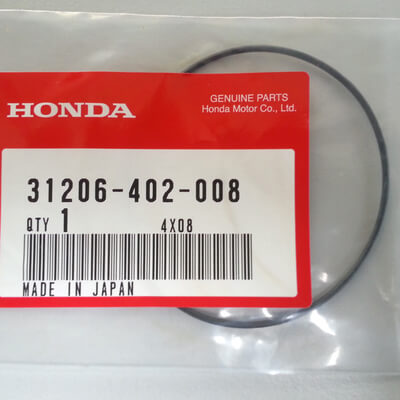 HONDA
GENUINE PARTS
Honda Motor Co., Ltd.
31206-402-008
QTY 1 4X08
MADE IN JAPAN